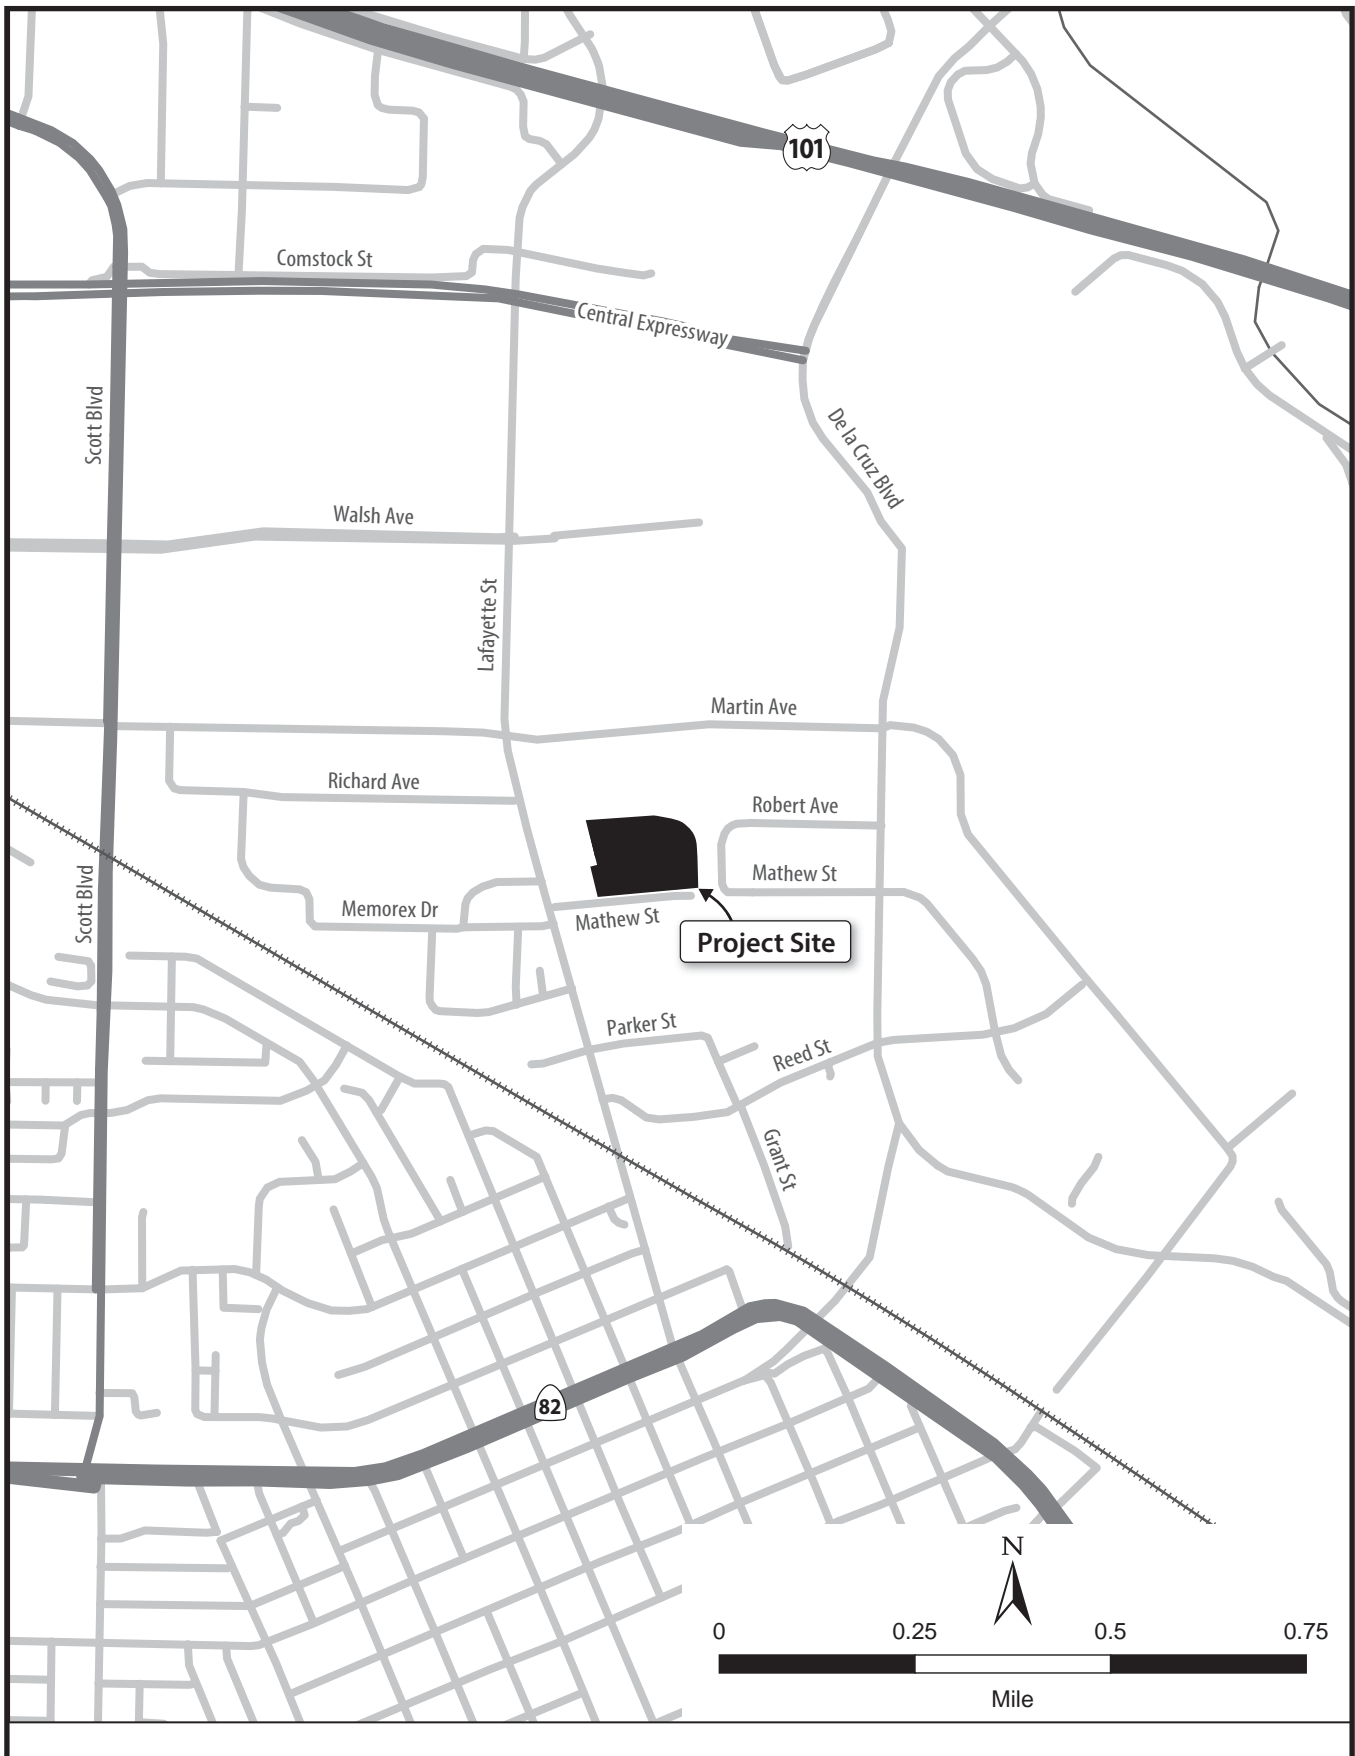 101
Comstock St
Central Expressway
Scott Blvd
De la Cruz Blvd
Walsh Ave
Lafayette St
Martin Ave
Richard Ave
Robert Ave
Mathew St
Scott Blvd
Memorex Dr
Mathew St
Project Site
Parker St
Reed St
Grant St
82
N
0 0.25 0.5 0.75
Mile